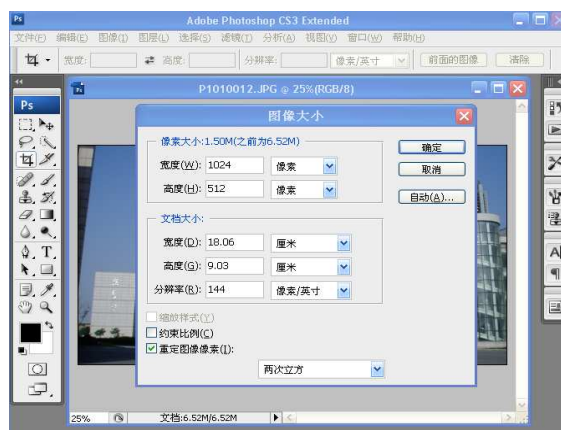 Ps Adobe Photoshop CS3 Extended
文件(F) 编辑(E) 图像(I) 图层(L) 选择(S) 滤镜(T) 分析(A) 视图(V) 窗口(W) 帮助(H)
宽度: 高度: 分辨率: 像素/英寸 前面的图像 清除
P1010012.JPG @ 25%(RGB/8)
Ps
图像大小
像素大小:1.50M(之前为6.52M)
确定
宽度(W): 1024 像素
取消
高度(H): 512 像素
自动(A)...
文档大小:
宽度(D): 18.06 厘米
高度(G): 9.03 厘米
分辨率(R): 144 像素/英寸
缩放样式(Y)
约束比例(C)
重定图像像素(I):
两次立方
25% 文档:6.52M/6.52M